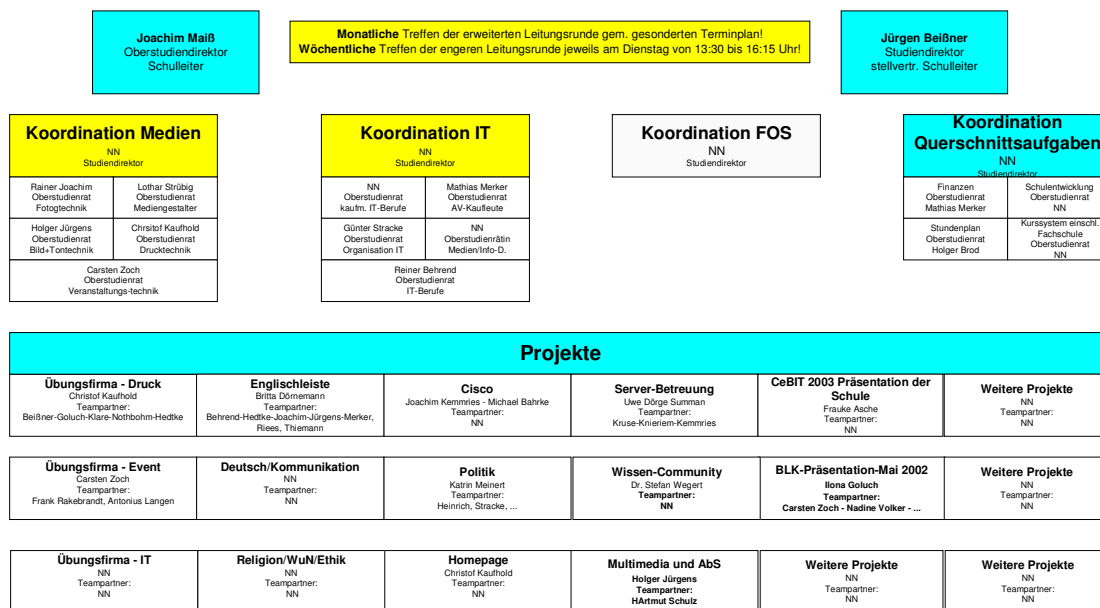 Joachim Maiß
Oberstudiendirektor
Schulleiter
Monatliche Treffen der erweiterten Leitungsrunde gem. gesonderten Terminplan!
Wöchentliche Treffen der engeren Leitungsrunde jeweils am Dienstag von 13:30 bis 16:15 Uhr!
Jürgen Beißner
Studiendirektor
stellvertr. Schulleiter
Koordination Medien
NN
Studiendirektor
Rainer Joachim
Oberstudienrat
Fotogtechnik
Lothar Strübig
Oberstudienrat
Mediengestalter
Holger Jürgens
Oberstudienrat
Bild+Tontechnik
Chrsitof Kaufhold
Oberstudienrat
Drucktechnik
Carsten Zoch
Oberstudienrat
Veranstaltungs-technik
Koordination IT
NN
Studiendirektor
NN
Oberstudienrat
kaufm. IT-Berufe
Mathias Merker
Oberstudienrat
AV-Kaufleute
Günter Stracke
Oberstudienrat
Organisation IT
NN
Oberstudienrätin
Medien/Info-D.
Reiner Behrend
Oberstudienrat
IT-Berufe
Koordination FOS
NN
Studiendirektor
Koordination
Querschnittsaufgaben
NN
Studiendirektor
Finanzen
Oberstudienrat
Mathias Merker
Schulentwicklung
Oberstudienrat
NN
Stundenplan
Oberstudienrat
Holger Brod
Kurssystem einschl.
Fachschule
Oberstudienrat
NN
Projekte
Übungsfirma - Druck
Christof Kaufhold
Teampartner:
Beißner-Goluch-Klare-Nothbohm-Hedtke
Englischleiste
Britta Dörnemann
Teampartner:
Behrend-Hedtke-Joachim-Jürgens-Merker,
Riees, Thiemann
Cisco
Joachim Kemmries - Michael Bahrke
Teampartner:
NN
Server-Betreuung
Uwe Dörge Summan
Teampartner:
Kruse-Knieriem-Kemmries
CeBIT 2003 Präsentation der
Schule
Frauke Asche
Teampartner:
NN
Weitere Projekte
NN
Teampartner:
NN
Übungsfirma - Event
Carsten Zoch
Teampartner:
Frank Rakebrandt, Antonius Langen
Deutsch/Kommunikation
NN
Teampartner:
NN
Politik
Katrin Meinert
Teampartner:
Heinrich, Stracke, ...
Wissen-Community
Dr. Stefan Wegert
Teampartner:
NN
BLK-Präsentation-Mai 2002
Ilona Goluch
Teampartner:
Carsten Zoch - Nadine Volker - ...
Weitere Projekte
NN
Teampartner:
NN
Übungsfirma - IT
NN
Teampartner:
NN
Religion/WuN/Ethik
NN
Teampartner:
NN
Homepage
Christof Kaufhold
Teampartner:
NN
Multimedia und AbS
Holger Jürgens
Teampartner:
HArtmut Schulz
Weitere Projekte
NN
Teampartner:
NN
Weitere Projekte
NN
Teampartner:
NN